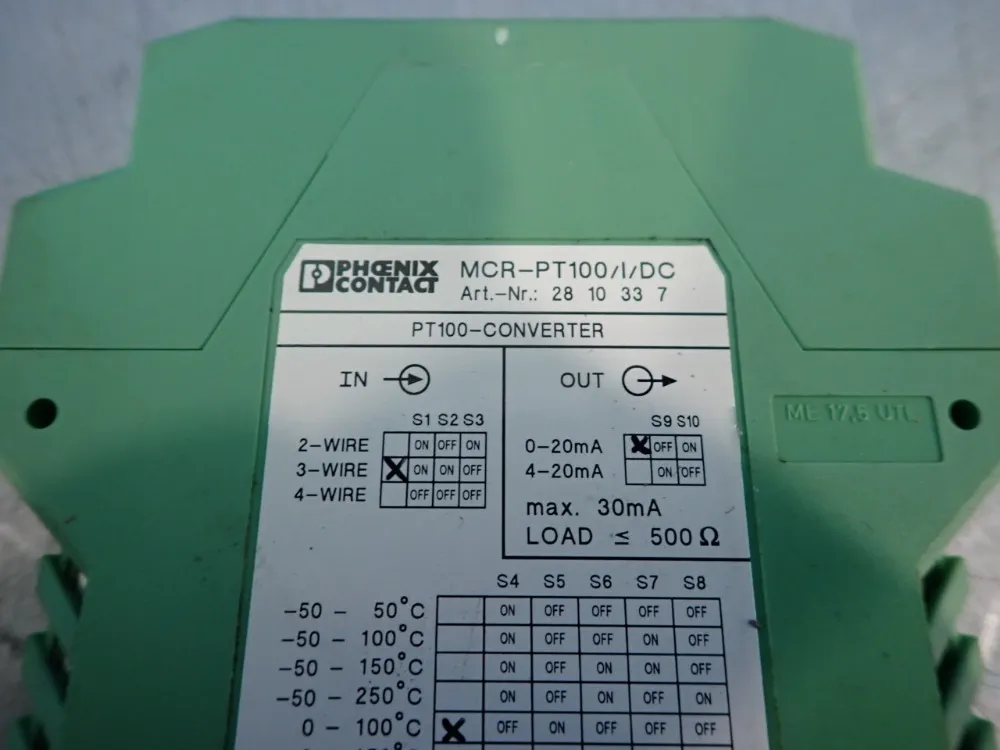 PHŒNIX
CONTACT
MCR-PT100/I/DC
Art.-Nr.: 28 10 33 7
PT100-CONVERTER
IN
S1 S2 S3
2-WIRE ON OFF ON
3-WIRE X ON ON OFF
4-WIRE OFF OFF OFF
OUT
S9 S10
0-20mA X OFF ON
4-20mA ON OFF
max. 30mA
LOAD ≤ 500 Ω
ME 17,5 UTL
S4 S5 S6 S7 S8
-50 - 50°C ON OFF OFF OFF OFF
-50 - 100°C ON OFF OFF ON OFF
-50 - 150°C ON OFF ON ON OFF
-50 - 250°C ON OFF OFF OFF ON
0 - 100°C X OFF ON OFF OFF OFF